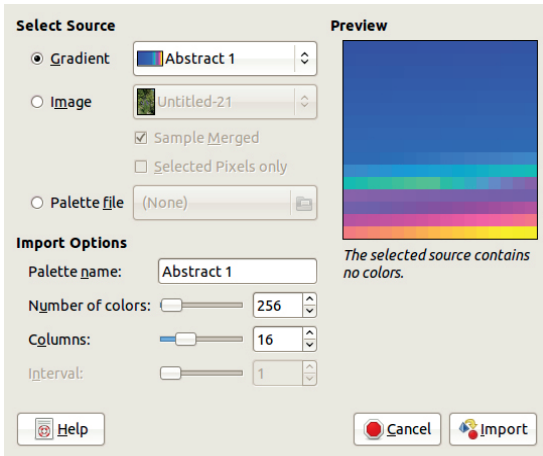 Select Source
Preview
Gradient
Abstract 1
Image
Untitled-21
Sample Merged
Selected Pixels only
Palette file
(None)
The selected source contains
no colors.
Import Options
Palette name:
Abstract 1
Number of colors:
256
Columns:
16
Interval:
1
Help
Cancel
Import